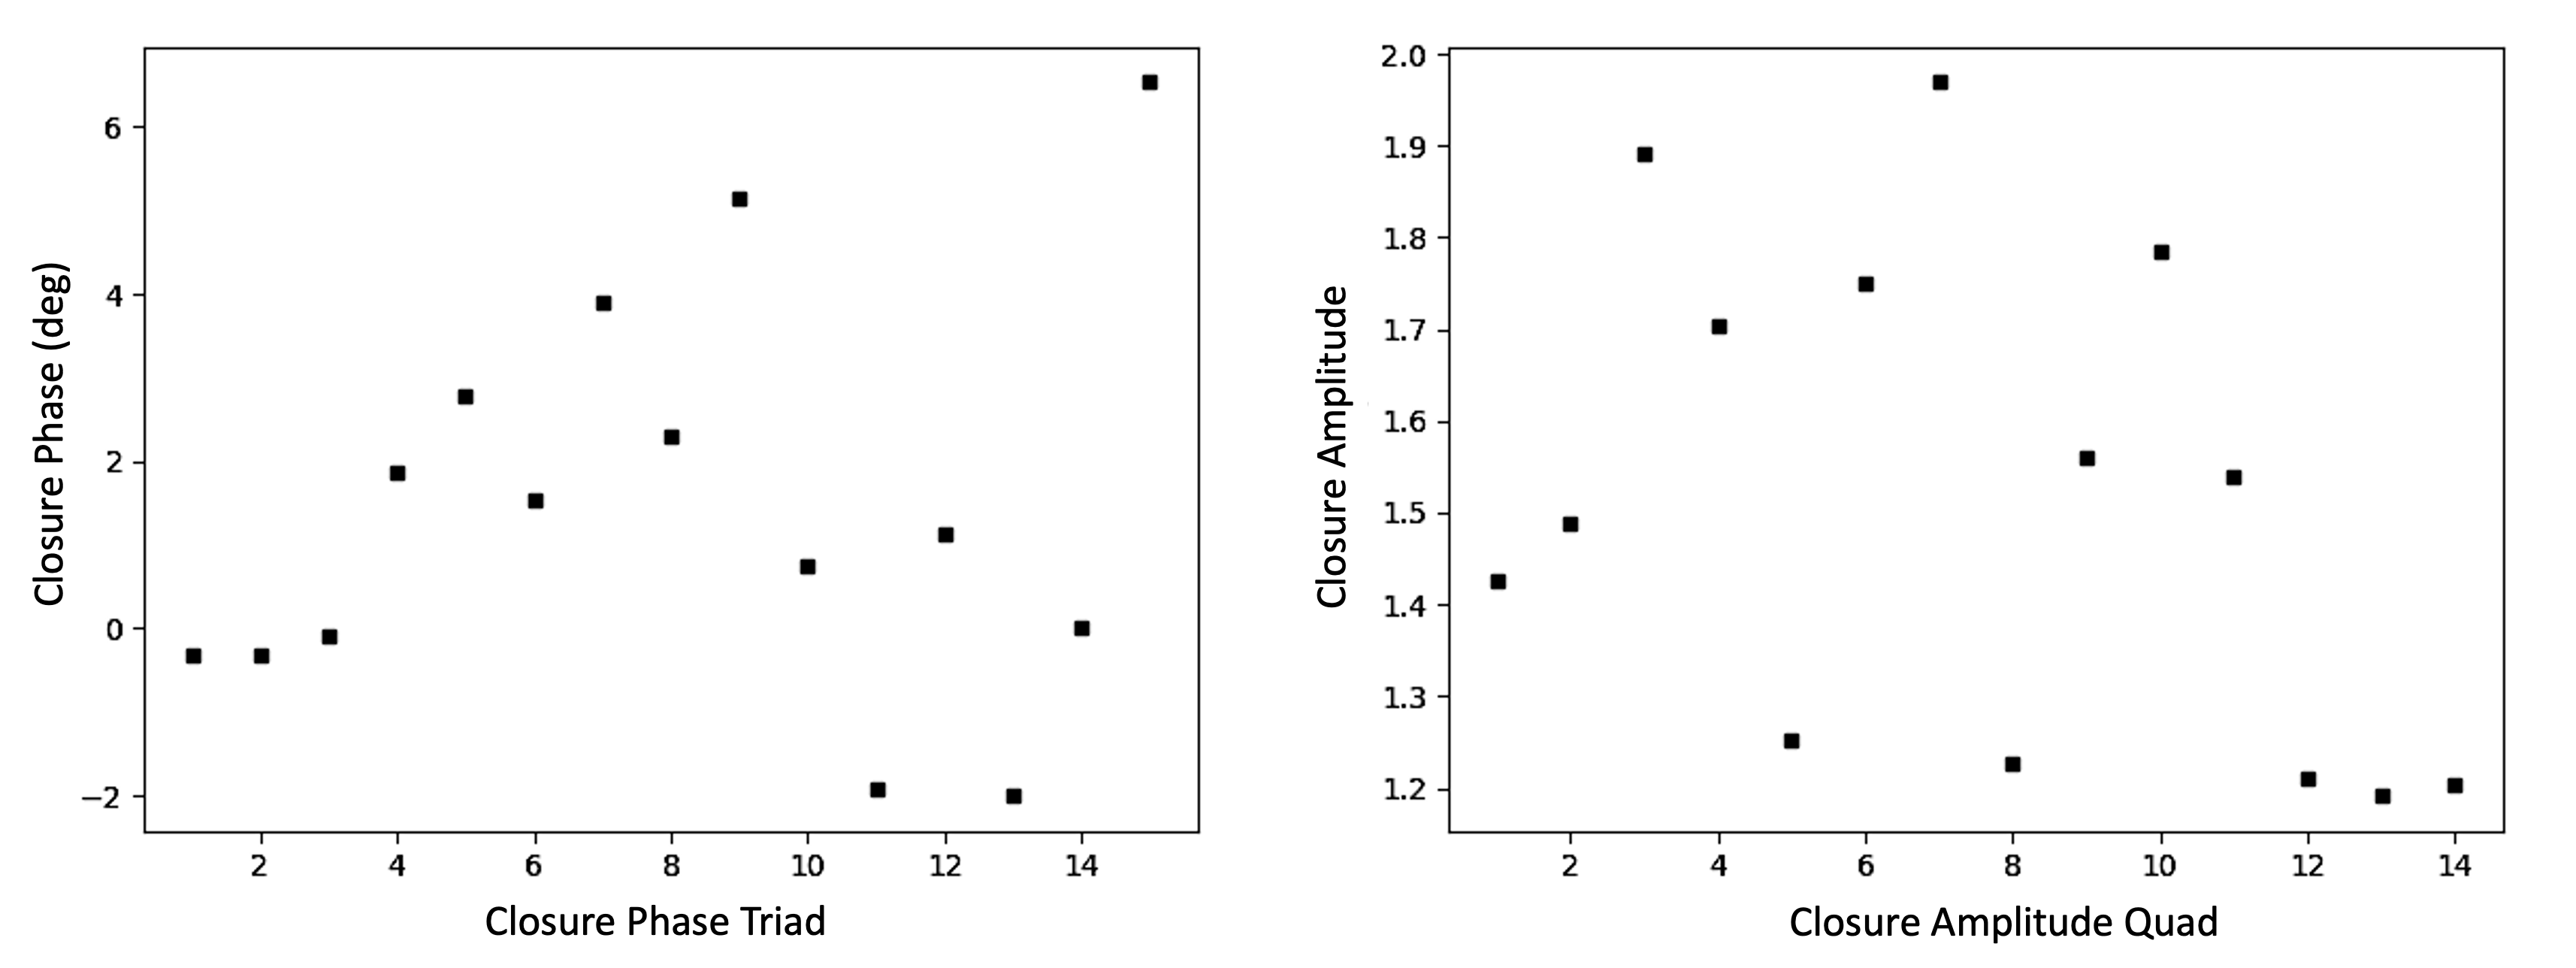 Closure Phase (deg)
6
4
2
0
−2
2 4 6 8 10 12 14
Closure Phase Triad
Closure Amplitude
2.0
1.9
1.8
1.7
1.6
1.5
1.4
1.3
1.2
2 4 6 8 10 12 14
Closure Amplitude Quad